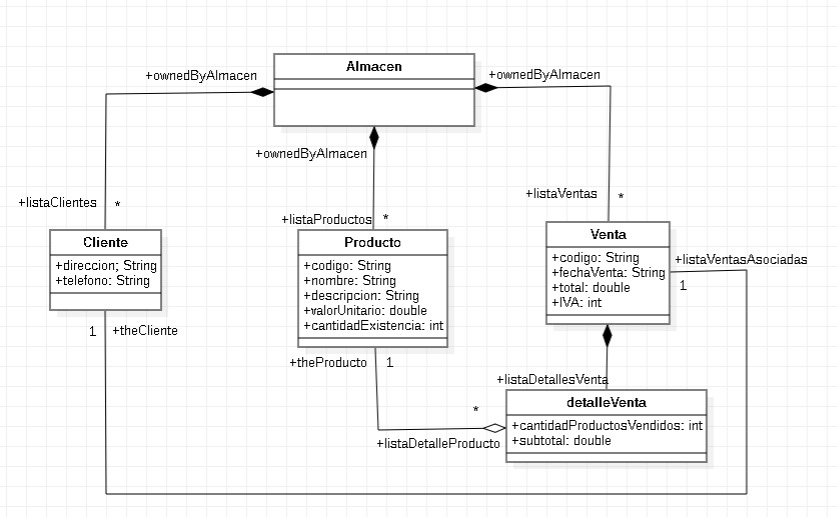 Almacen
+ownedByAlmacen
+ownedByAlmacen
+ownedByAlmacen
+listaClientes
*
+listaProductos
*
+listaVentas
*
Cliente
+direccion; String
+telefono: String
1
+theCliente
Producto
+codigo: String
+nombre: String
+descripcion: String
+valorUnitario: double
+cantidadExistencia: int
+theProducto
1
Venta
+codigo: String
+fechaVenta: String
+total: double
+IVA: int
+listaVentasAsociadas
1
+listaDetallesVenta
*
+listaDetalleProducto
detalleVenta
+cantidadProductosVendidos: int
+subtotal: double